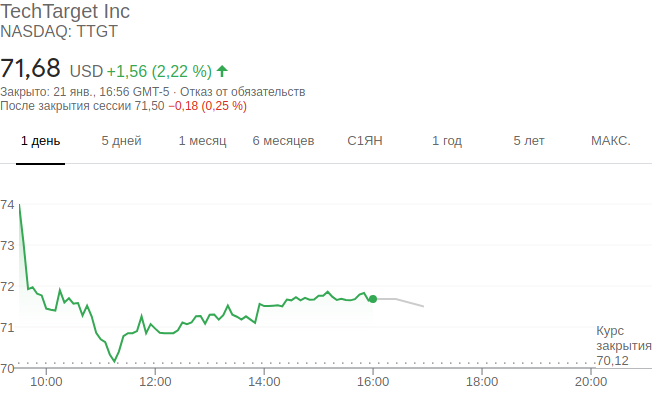 TechTarget Inc
NASDAQ: TTGT
71,68 USD +1,56 (2,22 %)
Закрыто: 21 янв., 16:56 GMT-5 · Отказ от обязательств
После закрытия сессии 71,50 −0,18 (0,25 %)
1 день 5 дней 1 месяц 6 месяцев С1ЯН 1 год 5 лет МАКС.
74
73
72
71
70
Курс
закрытия
70,12
10:00 12:00 14:00 16:00 18:00 20:00